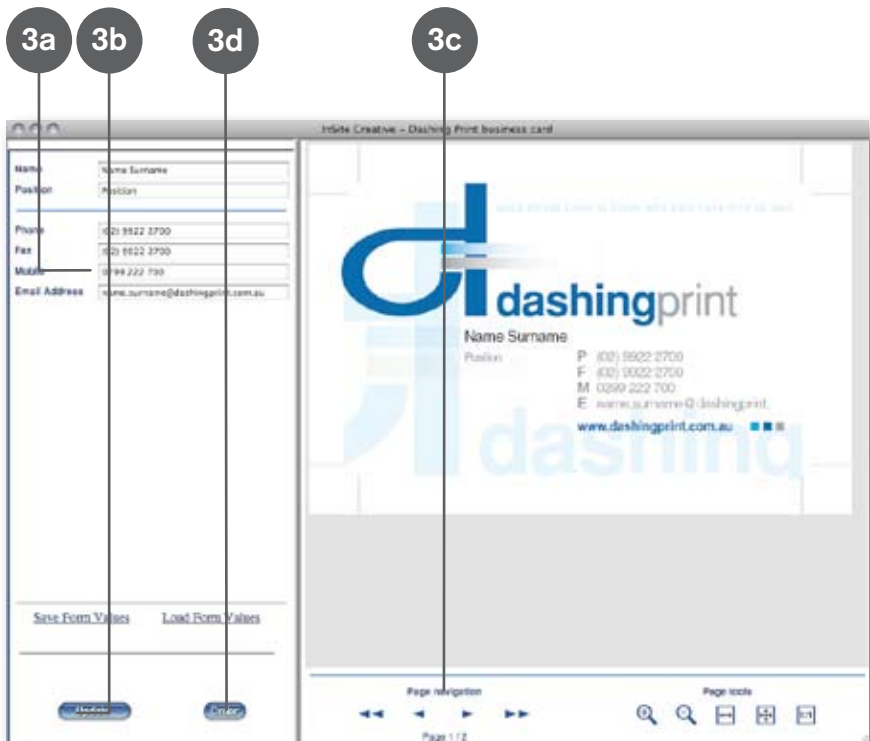 3a 3b 3d 3c
InSite Creative – Dashing Print business card
Name Name Surname
Position Position
Phone (02) 9922 2700
Fax (02) 9922 2700
Mobile 0299 222 700
Email Address name.surname@dashingprint.com.au
Save Form Values Load Form Values
Update Order
dashingprint
Name Surname
Position
P (02) 9922 2700
F (02) 9922 2700
M 0299 222 700
E name.surname@dashingprint.
www.dashingprint.com.au
dashing
Page navigation
Page 1 / 2
Page tools
1:1